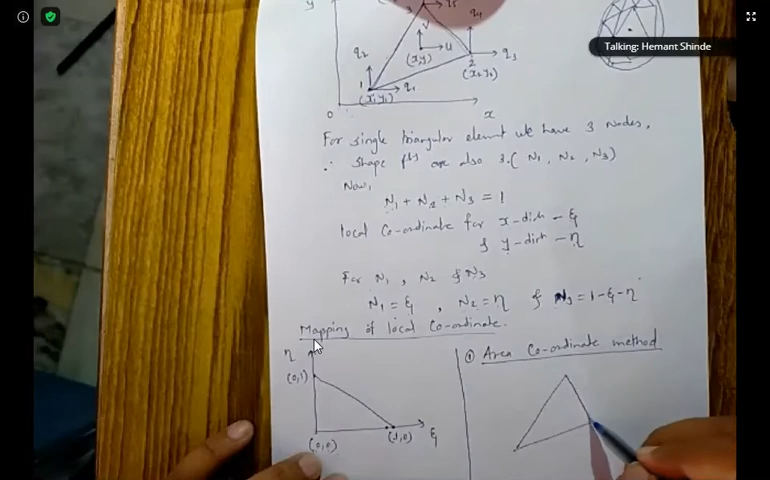 Talking: Hemant Shinde
y
3
q5
q4
v
u
q2
(x,y)
2
q3
(x2 y2)
1
(x1 y1)
q1
0
x
For single triangular element we have 3 Nodes,
∴ Shape fns are also 3. (N1, N2, N3)
Now,
N1 + N2 + N3 = 1
local Co-ordinate for x-dirn - ξ
& y-dirn - η
For N1, N2 & N3
N1 = ξ, N2 = η & N3 = 1-ξ-η
Mapping of local Co-ordinate.
① Area Co-ordinate method
η
(0,1)
(0,0)
(1,0)
ξ